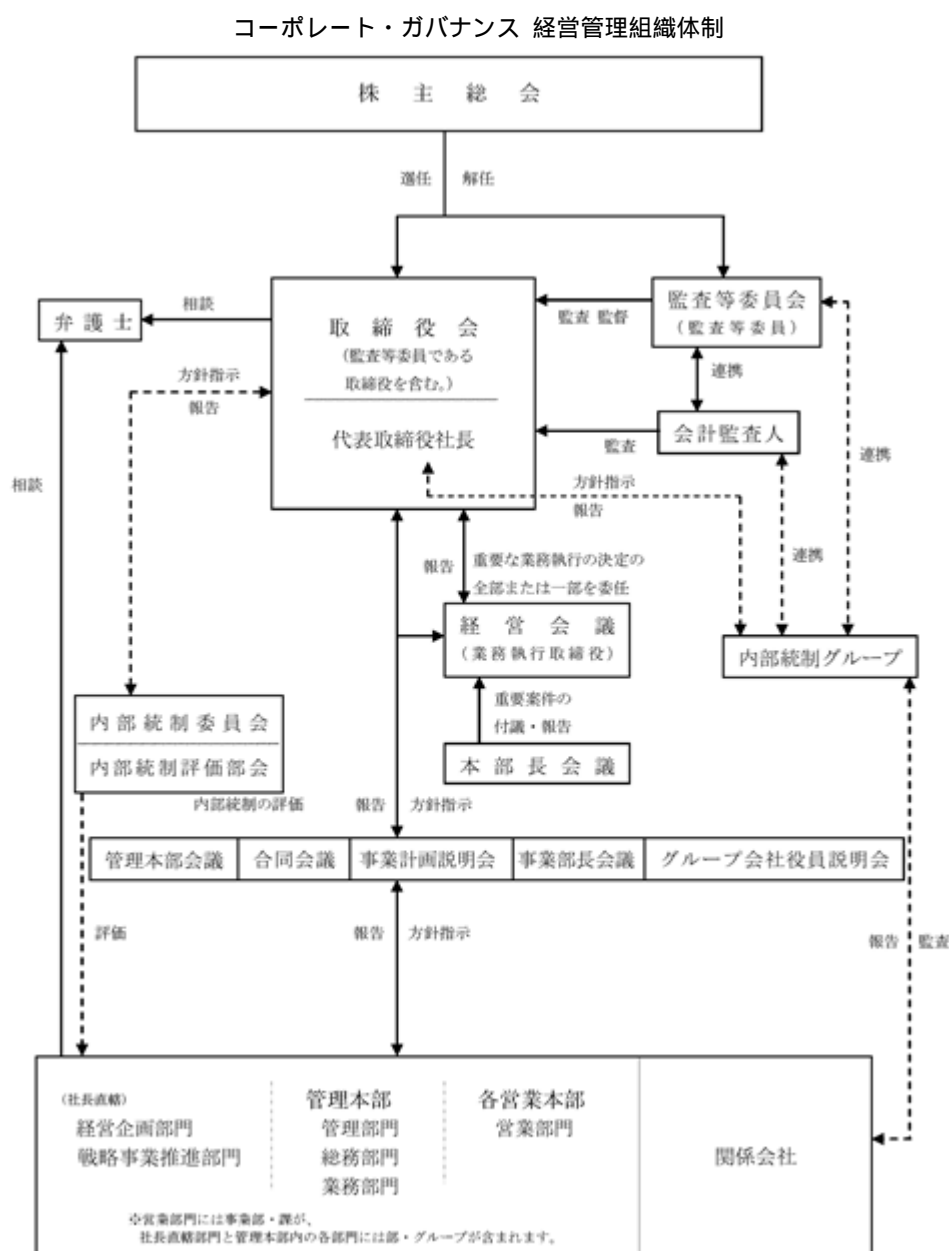 コーポレート・ガバナンス 経営管理組織体制
株主総会
選任 解任
弁護士
相談
取締役会
(監査等委員である
取締役を含む。)
代表取締役社長
監査 監督
監査等委員会
(監査等委員)
連携
会計監査人
監査
連携
連携
方針指示
報告
方針指示
報告
相談
報告
重要な業務執行の決定の
全部または一部を委任
経営会議
(業務執行取締役)
内部統制グループ
重要案件の
付議・報告
本部長会議
内部統制委員会
内部統制評価部会
内部統制の評価
報告 方針指示
管理本部会議 合同会議 事業計画説明会 事業部長会議 グループ会社役員説明会
評価
報告 方針指示
報告 監査
(社長直轄)
経営企画部門
戦略事業推進部門
管理本部
管理部門
総務部門
業務部門
各営業本部
営業部門
関係会社
※営業部門には事業部・課が、
社長直轄部門と管理本部内の各部門には部・グループが含まれます。